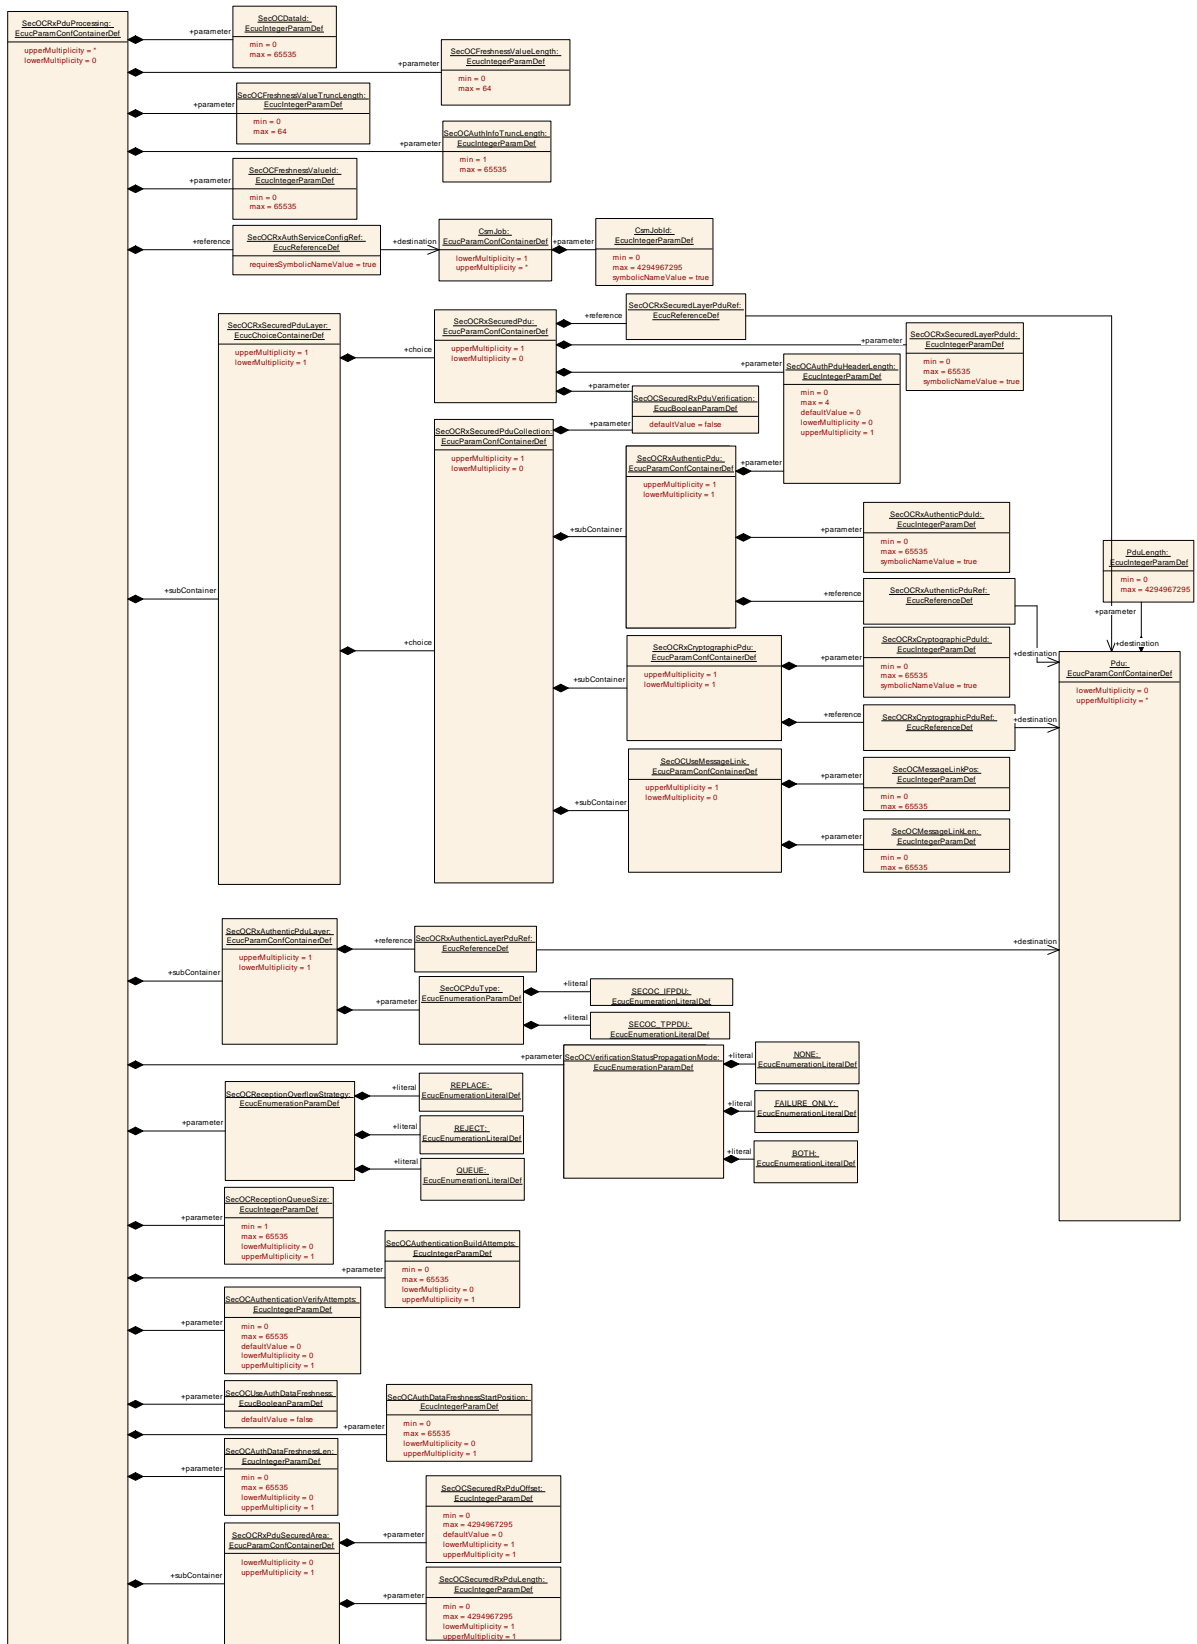 SecOCRxPduProcessing:
EcucParamConfContainerDef
upperMultiplicity = *
lowerMultiplicity = 0
+parameter
SecOCDataId:
EcucIntegerParamDef
min = 0
max = 65535
+parameter
SecOCFreshnessValueLength:
EcucIntegerParamDef
min = 0
max = 64
+parameter
SecOCFreshnessValueTruncLength:
EcucIntegerParamDef
min = 0
max = 64
+parameter
SecOCAuthInfoTruncLength:
EcucIntegerParamDef
min = 1
max = 65535
+parameter
SecOCFreshnessValueId:
EcucIntegerParamDef
min = 0
max = 65535
+reference
SecOCRxAuthServiceConfigRef:
EcucReferenceDef
requiresSymbolicNameValue = true
+destination
CsmJob:
EcucParamConfContainerDef
lowerMultiplicity = 1
upperMultiplicity = *
+parameter
CsmJobId:
EcucIntegerParamDef
min = 0
max = 4294967295
symbolicNameValue = true
+subContainer
SecOCRxSecuredPduLayer:
EcucChoiceContainerDef
upperMultiplicity = 1
lowerMultiplicity = 1
+choice
SecOCRxSecuredPdu:
EcucParamConfContainerDef
upperMultiplicity = 1
lowerMultiplicity = 0
+reference
SecOCRxSecuredLayerPduRef:
EcucReferenceDef
+parameter
SecOCRxSecuredLayerPduId:
EcucIntegerParamDef
min = 0
max = 65535
symbolicNameValue = true
+parameter
SecOCAuthPduHeaderLength:
EcucIntegerParamDef
min = 0
max = 4
defaultValue = 0
lowerMultiplicity = 0
upperMultiplicity = 1
+parameter
SecOCSecuredRxPduVerification:
EcucBooleanParamDef
defaultValue = false
+parameter
+choice
SecOCRxSecuredPduCollection:
EcucParamConfContainerDef
upperMultiplicity = 1
lowerMultiplicity = 0
+subContainer
SecOCRxAuthenticPdu:
EcucParamConfContainerDef
upperMultiplicity = 1
lowerMultiplicity = 1
+parameter
+parameter
SecOCRxAuthenticPduId:
EcucIntegerParamDef
min = 0
max = 65535
symbolicNameValue = true
+reference
SecOCRxAuthenticPduRef:
EcucReferenceDef
+destination
PduLength:
EcucIntegerParamDef
min = 0
max = 4294967295
+parameter
+destination
Pdu:
EcucParamConfContainerDef
lowerMultiplicity = 0
upperMultiplicity = *
+subContainer
SecOCRxCryptographicPdu:
EcucParamConfContainerDef
upperMultiplicity = 1
lowerMultiplicity = 1
+parameter
SecOCRxCryptographicPduId:
EcucIntegerParamDef
min = 0
max = 65535
symbolicNameValue = true
+reference
SecOCRxCryptographicPduRef:
EcucReferenceDef
+destination
+subContainer
SecOCUseMessageLink:
EcucParamConfContainerDef
upperMultiplicity = 1
lowerMultiplicity = 0
+parameter
SecOCMessageLinkPos:
EcucIntegerParamDef
min = 0
max = 65535
+parameter
SecOCMessageLinkLen:
EcucIntegerParamDef
min = 0
max = 65535
+subContainer
SecOCRxAuthenticPduLayer:
EcucParamConfContainerDef
upperMultiplicity = 1
lowerMultiplicity = 1
+reference
SecOCRxAuthenticLayerPduRef:
EcucReferenceDef
+destination
+parameter
SecOCPduType:
EcucEnumerationParamDef
+literal
SECOC_IFPDU:
EcucEnumerationLiteralDef
+literal
SECOC_TPPDU:
EcucEnumerationLiteralDef
+parameter
SecOCVerificationStatusPropagationMode:
EcucEnumerationParamDef
+literal
NONE:
EcucEnumerationLiteralDef
+literal
FAILURE_ONLY:
EcucEnumerationLiteralDef
+literal
BOTH:
EcucEnumerationLiteralDef
+parameter
SecOCReceptionOverflowStrategy:
EcucEnumerationParamDef
+literal
REPLACE:
EcucEnumerationLiteralDef
+literal
REJECT:
EcucEnumerationLiteralDef
+literal
QUEUE:
EcucEnumerationLiteralDef
+parameter
SecOCReceptionQueueSize:
EcucIntegerParamDef
min = 1
max = 65535
lowerMultiplicity = 0
upperMultiplicity = 1
+parameter
SecOCAuthenticationBuildAttempts:
EcucIntegerParamDef
min = 0
max = 65535
lowerMultiplicity = 0
upperMultiplicity = 1
+parameter
SecOCAuthenticationVerifyAttempts:
EcucIntegerParamDef
min = 0
max = 65535
defaultValue = 0
lowerMultiplicity = 0
upperMultiplicity = 1
+parameter
SecOCUseAuthDataFreshness:
EcucBooleanParamDef
defaultValue = false
+parameter
SecOCAuthDataFreshnessStartPosition:
EcucIntegerParamDef
min = 0
max = 65535
lowerMultiplicity = 0
upperMultiplicity = 1
+parameter
SecOCAuthDataFreshnessLen:
EcucIntegerParamDef
min = 0
max = 65535
lowerMultiplicity = 0
upperMultiplicity = 1
+subContainer
SecOCRxPduSecuredArea:
EcucParamConfContainerDef
lowerMultiplicity = 0
upperMultiplicity = 1
+parameter
SecOCSecuredRxPduOffset:
EcucIntegerParamDef
min = 0
max = 4294967295
defaultValue = 0
lowerMultiplicity = 1
upperMultiplicity = 1
+parameter
SecOCSecuredRxPduLength:
EcucIntegerParamDef
min = 0
max = 4294967295
lowerMultiplicity = 1
upperMultiplicity = 1